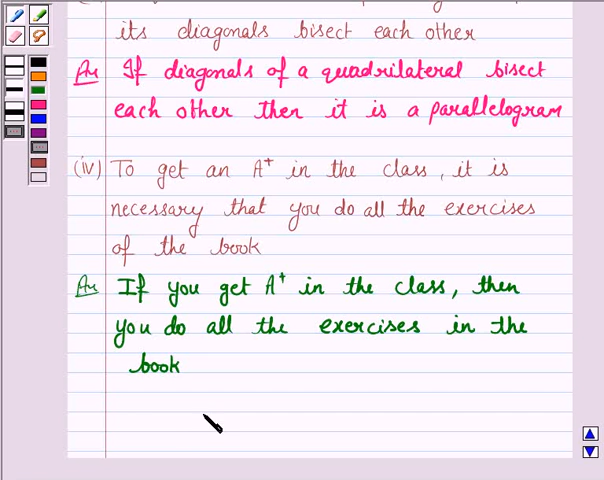 its diagonals bisect each other
An If diagonals of a quadrilateral bisect
each other then it is a parallelogram
(iv) To get an A⁺ in the class, it is
necessary that you do all the exercises
of the book
An If you get A⁺ in the class, then
you do all the exercises in the
book